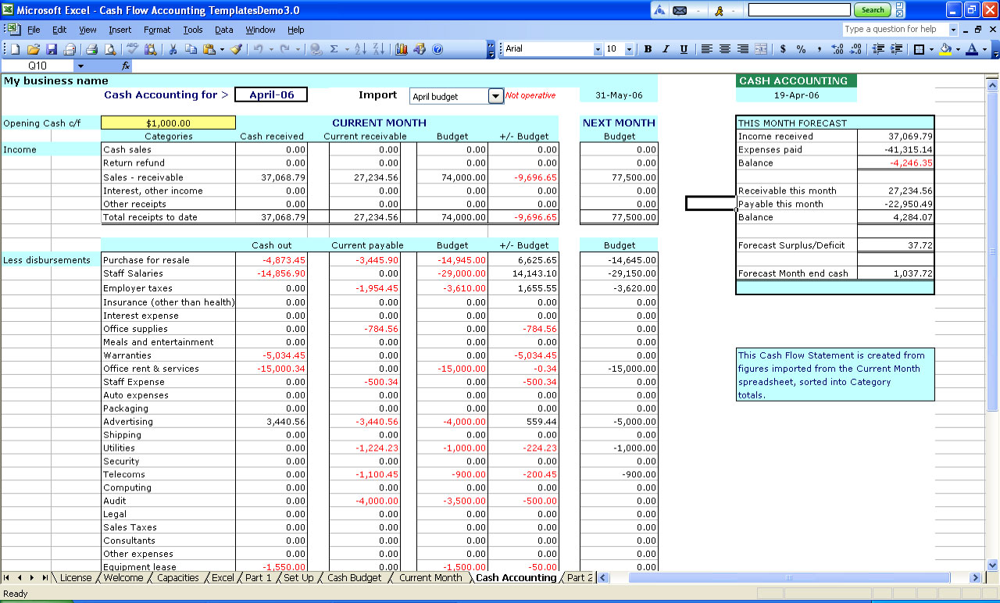 Microsoft Excel - Cash Flow Accounting TemplatesDemo3.0
Search
File Edit View Insert Format Tools Data Window Help
Type a question for help
Arial 10 B I U $ % ,
Q10 fx
My business name
CASH ACCOUNTING
Cash Accounting for > April-06 Import April budget Not operative 31-May-06 19-Apr-06
Opening Cash c/f $1,000.00 CURRENT MONTH NEXT MONTH THIS MONTH FORECAST
Categories Cash received Current receivable Budget +/- Budget Budget Income received 37,069.79
Income Cash sales 0.00 0.00 0.00 0.00 0.00 Expenses paid -41,315.14
Return refund 0.00 0.00 0.00 0.00 0.00 Balance -4,246.35
Sales - receivable 37,068.79 27,234.56 74,000.00 -9,696.65 77,500.00
Interest, other income 0.00 0.00 0.00 0.00 0.00 Receivable this month 27,234.56
Other receipts 0.00 0.00 0.00 0.00 0.00 Payable this month -22,950.49
Total receipts to date 37,068.79 27,234.56 74,000.00 -9,696.65 77,500.00 Balance 4,284.07
Cash out Current payable Budget +/- Budget Budget Forecast Surplus/Deficit 37.72
Less disbursements Purchase for resale -4,873.45 -3,445.90 -14,945.00 6,625.65 -14,645.00
Staff Salaries -14,856.90 0.00 -29,000.00 14,143.10 -29,150.00 Forecast Month end cash 1,037.72
Employer taxes 0.00 -1,954.45 -3,610.00 1,655.55 -3,620.00
Insurance (other than health) 0.00 0.00 0.00 0.00 0.00
Interest expense 0.00 0.00 0.00 0.00 0.00
Office supplies 0.00 -784.56 0.00 -784.56 0.00
Meals and entertainment 0.00 0.00 0.00 0.00 0.00
Warranties -5,034.45 0.00 0.00 -5,034.45 0.00
Office rent & services -15,000.34 0.00 -15,000.00 -0.34 -15,000.00
Staff Expense 0.00 -500.34 0.00 -500.34 0.00
Auto expenses 0.00 0.00 0.00 0.00 0.00
Packaging 0.00 0.00 0.00 0.00 0.00
Advertising 3,440.56 -3,440.56 -4,000.00 559.44 -5,000.00
Shipping 0.00 0.00 0.00 0.00 0.00
Utilities 0.00 -1,224.23 -1,000.00 -224.23 -1,000.00
Security 0.00 0.00 0.00 0.00 0.00
Telecoms 0.00 -1,100.45 -900.00 -200.45 -900.00
Computing 0.00 0.00 0.00 0.00 0.00
Audit 0.00 -4,000.00 -3,500.00 -500.00 0.00
Legal 0.00 0.00 0.00 0.00 0.00
Sales Taxes 0.00 0.00 0.00 0.00 0.00
Consultants 0.00 0.00 0.00 0.00 0.00
Other expenses 0.00 0.00 0.00 0.00 0.00
Equipment lease -1,550.00 0.00 -1,500.00 -50.00 0.00
This Cash Flow Statement is created from
figures imported from the Current Month
spreadsheet, sorted into Category
totals.
License Welcome Capacities Excel Part 1 Set Up Cash Budget Current Month Cash Accounting Part 2
Ready